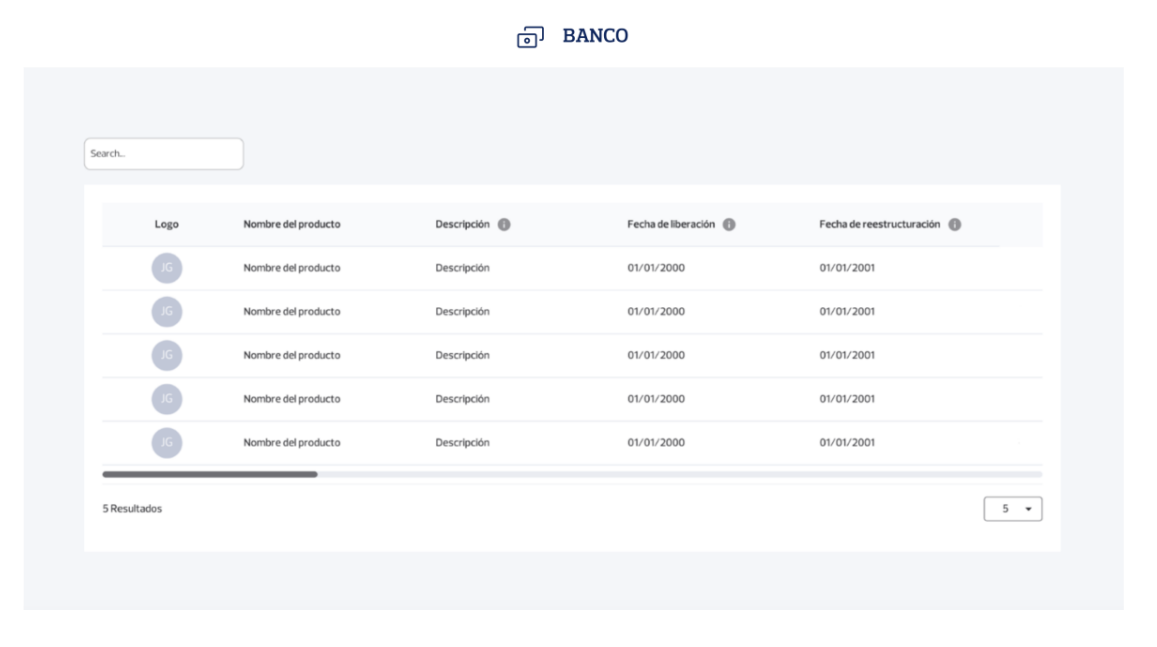 BANCO
Search...
Logo Nombre del producto Descripción Fecha de liberación Fecha de reestructuración
JG Nombre del producto Descripción 01/01/2000 01/01/2001
JG Nombre del producto Descripción 01/01/2000 01/01/2001
JG Nombre del producto Descripción 01/01/2000 01/01/2001
JG Nombre del producto Descripción 01/01/2000 01/01/2001
JG Nombre del producto Descripción 01/01/2000 01/01/2001
5 Resultados 5